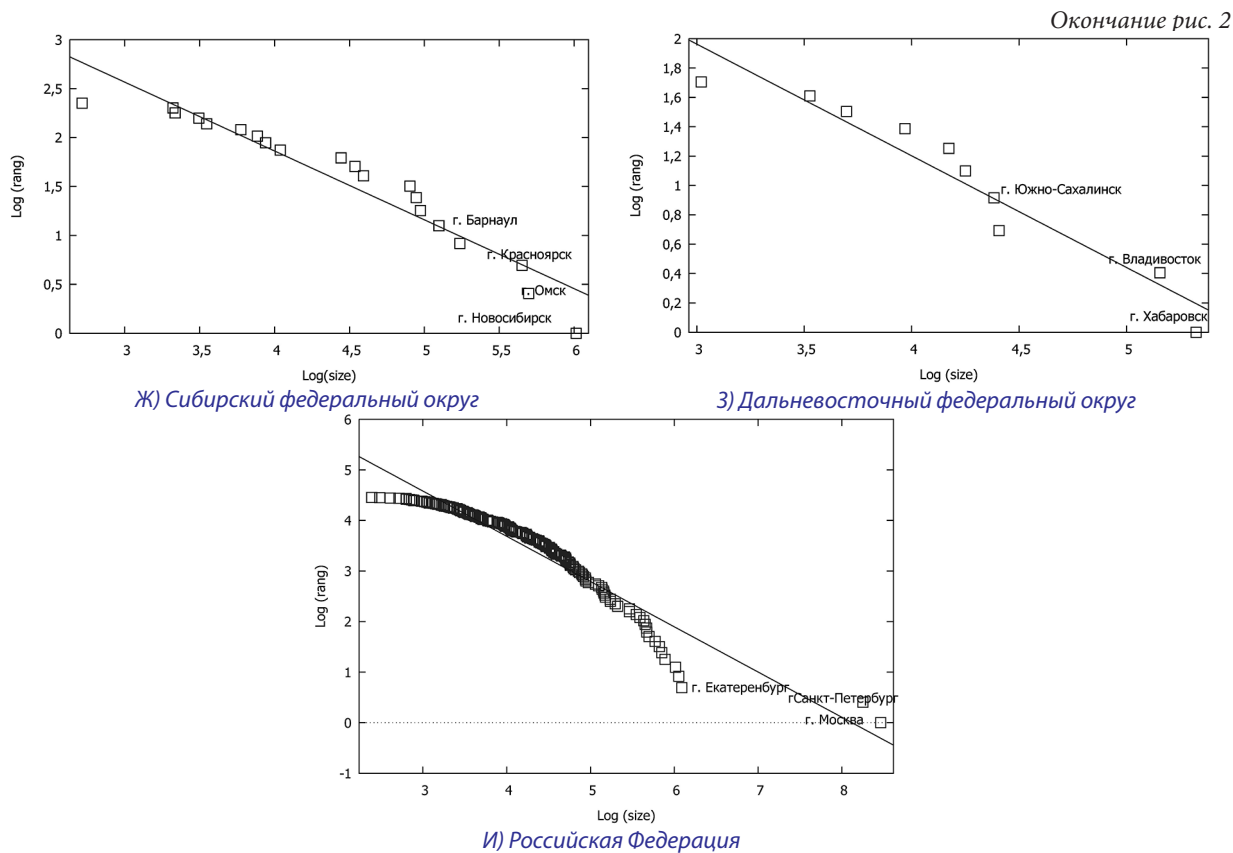 Окончание рис. 2
3
2,5
2
1,5
1
0,5
0
Log (rang)
г. Барнаул
г. Красноярск
г. Омск
г. Новосибирск
3 3,5 4 4,5 5 5,5 6
Log(size)
Ж) Сибирский федеральный округ
2
1,8
1,6
1,4
1,2
1
0,8
0,6
0,4
0,2
0
Log (rang)
г. Южно-Сахалинск
г. Владивосток
г. Хабаровск
3 3,5 4 4,5 5
Log (size)
З) Дальневосточный федеральный округ
6
5
4
3
2
1
0
-1
Log (rang)
г. Екатеренбург
гСанкт-Петербург
г. Москва
3 4 5 6 7 8
Log (size)
И) Российская Федерация